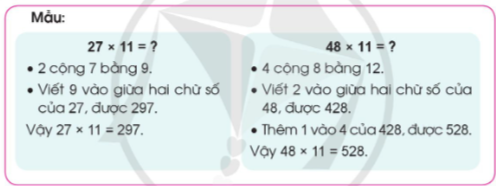 Mẫu:
27 × 11 = ?
• 2 cộng 7 bằng 9.
• Viết 9 vào giữa hai chữ số
của 27, được 297.
Vậy 27 × 11 = 297.
48 × 11 = ?
• 4 cộng 8 bằng 12.
• Viết 2 vào giữa hai chữ số của
48, được 428.
• Thêm 1 vào 4 của 428, được 528.
Vậy 48 × 11 = 528.